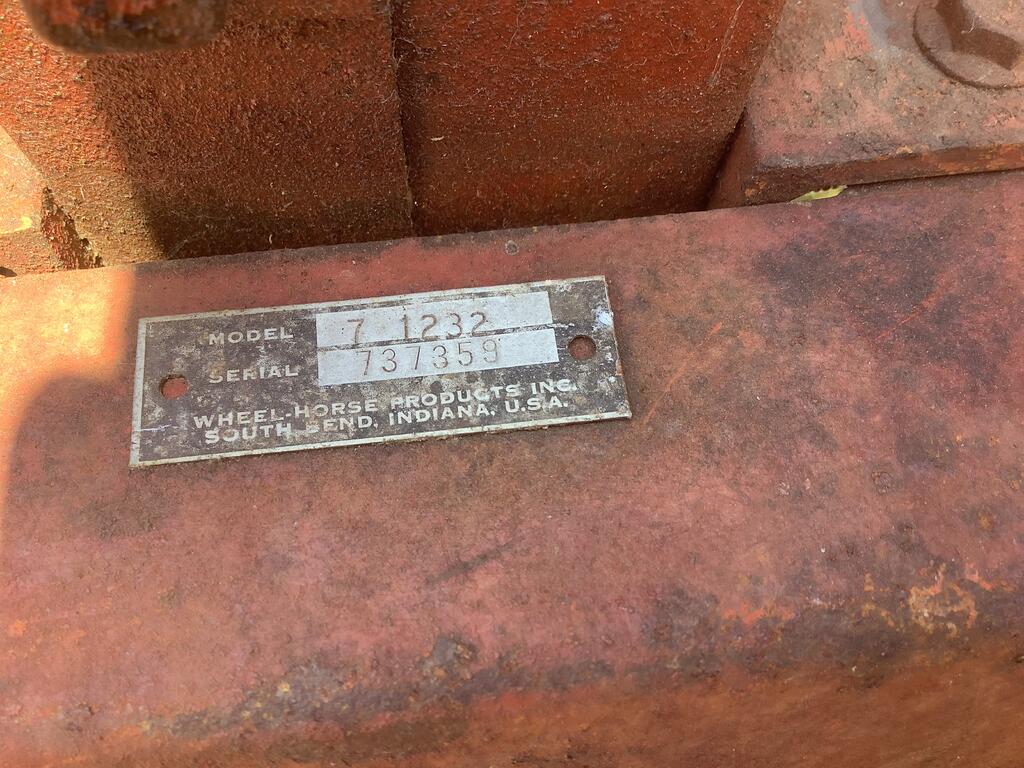 MODEL 7 1232
SERIAL 737359
WHEEL-HORSE PRODUCTS INC.
SOUTH BEND, INDIANA, U.S.A.